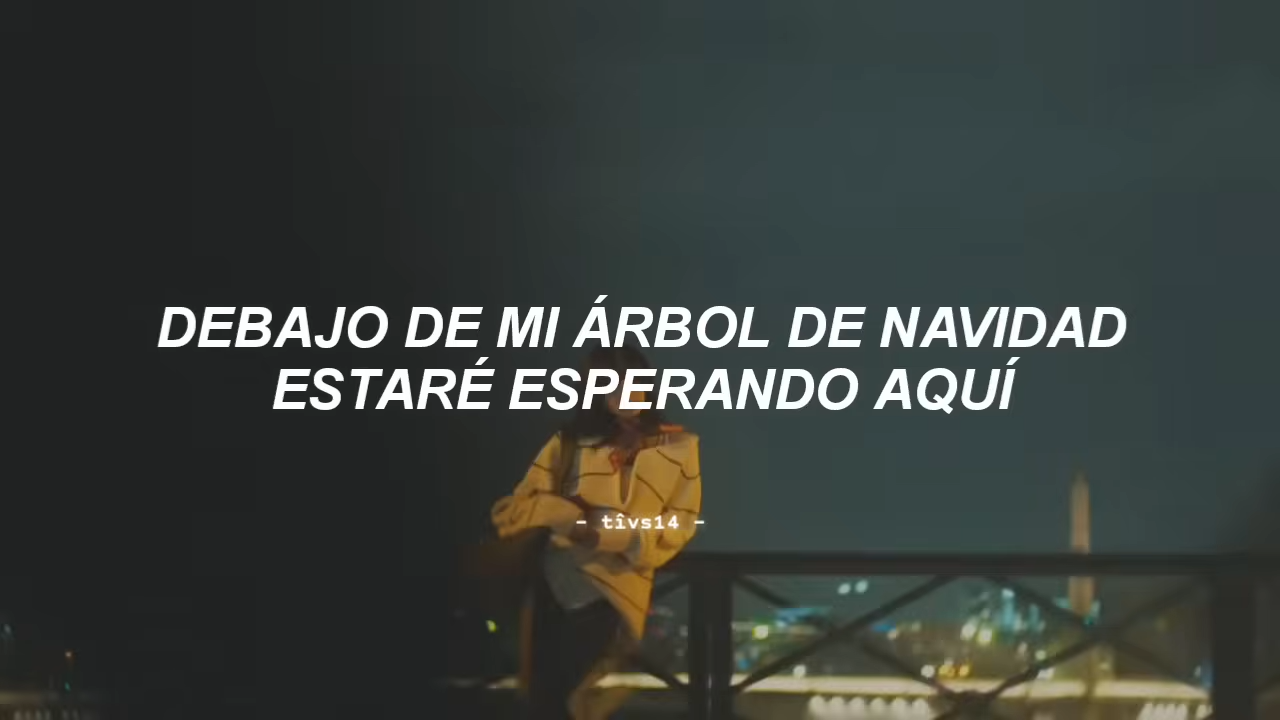 DEBAJO DE MI ÁRBOL DE NAVIDAD
ESTARÉ ESPERANDO AQUÍ
- tîvs14 -